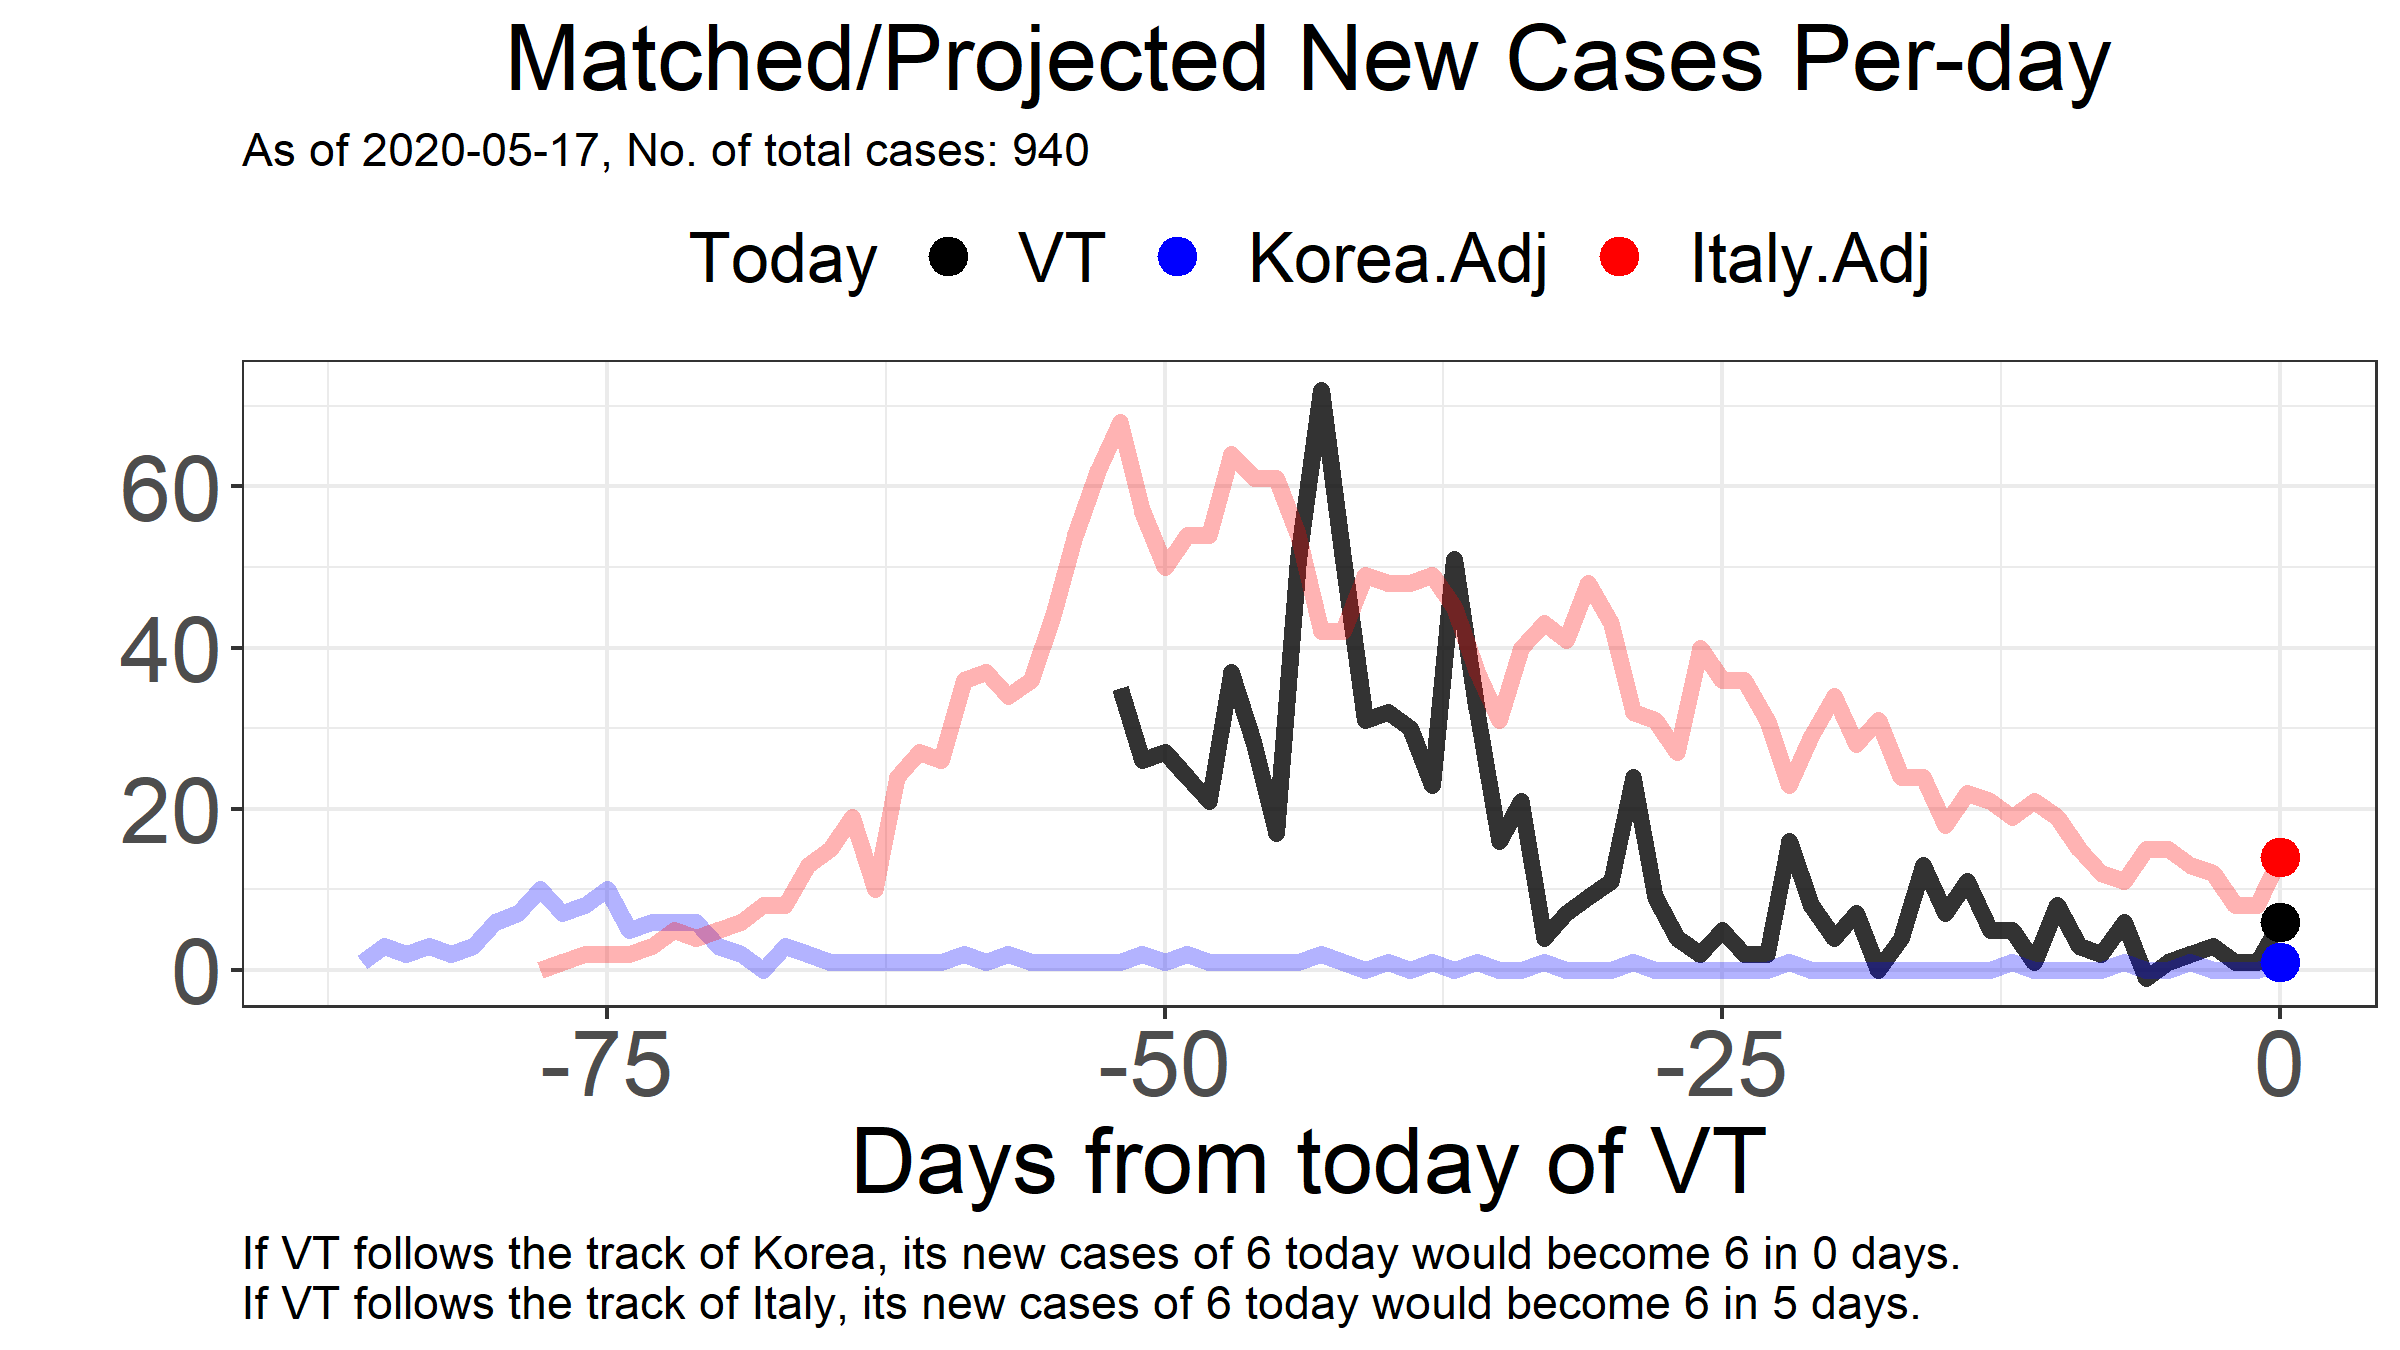 Matched/Projected New Cases Per-day
As of 2020-05-17, No. of total cases: 940
Today VT Korea.Adj Italy.Adj
60
40
20
0
-75 -50 -25 0
Days from today of VT
If VT follows the track of Korea, its new cases of 6 today would become 6 in 0 days.
If VT follows the track of Italy, its new cases of 6 today would become 6 in 5 days.